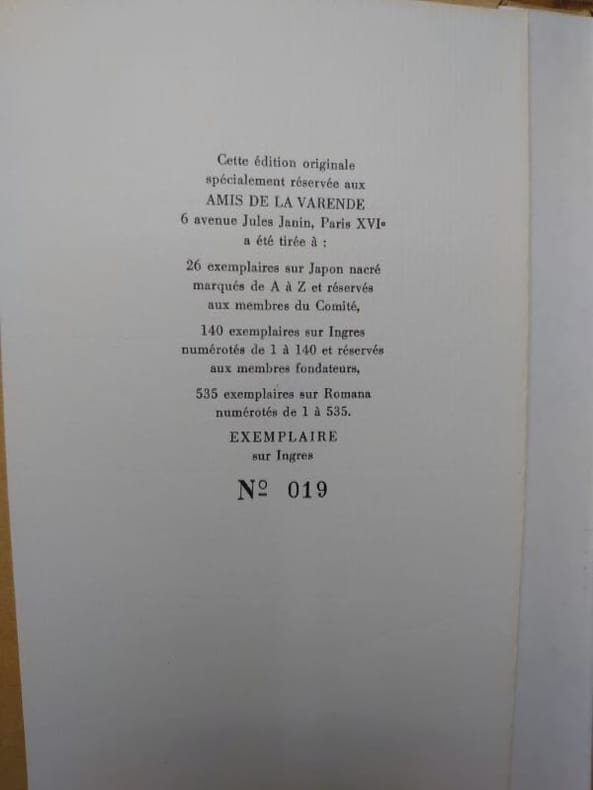 Cette édition originale
spécialement réservée aux
AMIS DE LA VARENDE
6 avenue Jules Janin, Paris XVIe
a été tirée à :
26 exemplaires sur Japon nacré
marqués de A à Z et réservés
aux membres du Comité,
140 exemplaires sur Ingres
numérotés de 1 à 140 et réservés
aux membres fondateurs,
535 exemplaires sur Romana
numérotés de 1 à 535.
EXEMPLAIRE
sur Ingres
Nº 019